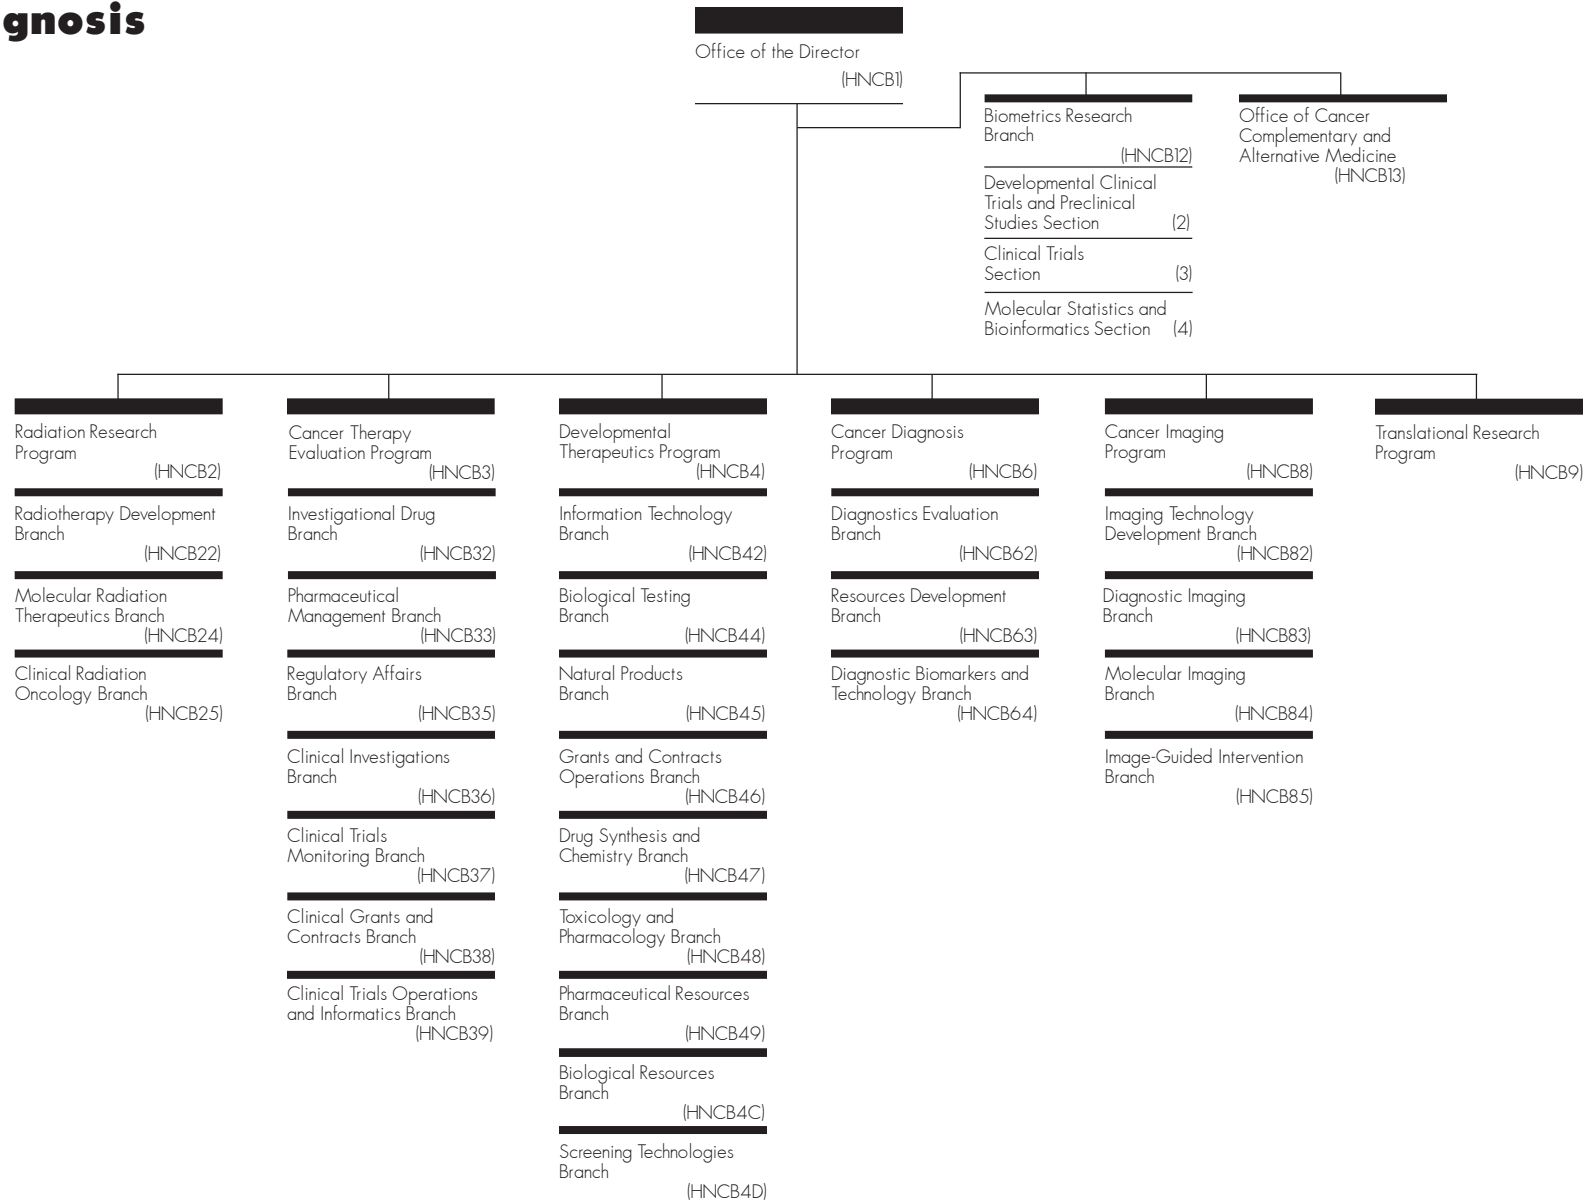 gnosis
Office of the Director
(HNCB1)
Biometrics Research
Branch
(HNCB12)
Developmental Clinical
Trials and Preclinical
Studies Section (2)
Clinical Trials
Section (3)
Molecular Statistics and
Bioinformatics Section (4)
Office of Cancer
Complementary and
Alternative Medicine
(HNCB13)
Radiation Research
Program
(HNCB2)
Radiotherapy Development
Branch
(HNCB22)
Molecular Radiation
Therapeutics Branch
(HNCB24)
Clinical Radiation
Oncology Branch
(HNCB25)
Cancer Therapy
Evaluation Program
(HNCB3)
Investigational Drug
Branch
(HNCB32)
Pharmaceutical
Management Branch
(HNCB33)
Regulatory Affairs
Branch
(HNCB35)
Clinical Investigations
Branch
(HNCB36)
Clinical Trials
Monitoring Branch
(HNCB37)
Clinical Grants and
Contracts Branch
(HNCB38)
Clinical Trials Operations
and Informatics Branch
(HNCB39)
Developmental
Therapeutics Program
(HNCB4)
Information Technology
Branch
(HNCB42)
Biological Testing
Branch
(HNCB44)
Natural Products
Branch
(HNCB45)
Grants and Contracts
Operations Branch
(HNCB46)
Drug Synthesis and
Chemistry Branch
(HNCB47)
Toxicology and
Pharmacology Branch
(HNCB48)
Pharmaceutical Resources
Branch
(HNCB49)
Biological Resources
Branch
(HNCB4C)
Screening Technologies
Branch
(HNCB4D)
Cancer Diagnosis
Program
(HNCB6)
Diagnostics Evaluation
Branch
(HNCB62)
Resources Development
Branch
(HNCB63)
Diagnostic Biomarkers and
Technology Branch
(HNCB64)
Cancer Imaging
Program
(HNCB8)
Imaging Technology
Development Branch
(HNCB82)
Diagnostic Imaging
Branch
(HNCB83)
Molecular Imaging
Branch
(HNCB84)
Image-Guided Intervention
Branch
(HNCB85)
Translational Research
Program
(HNCB9)